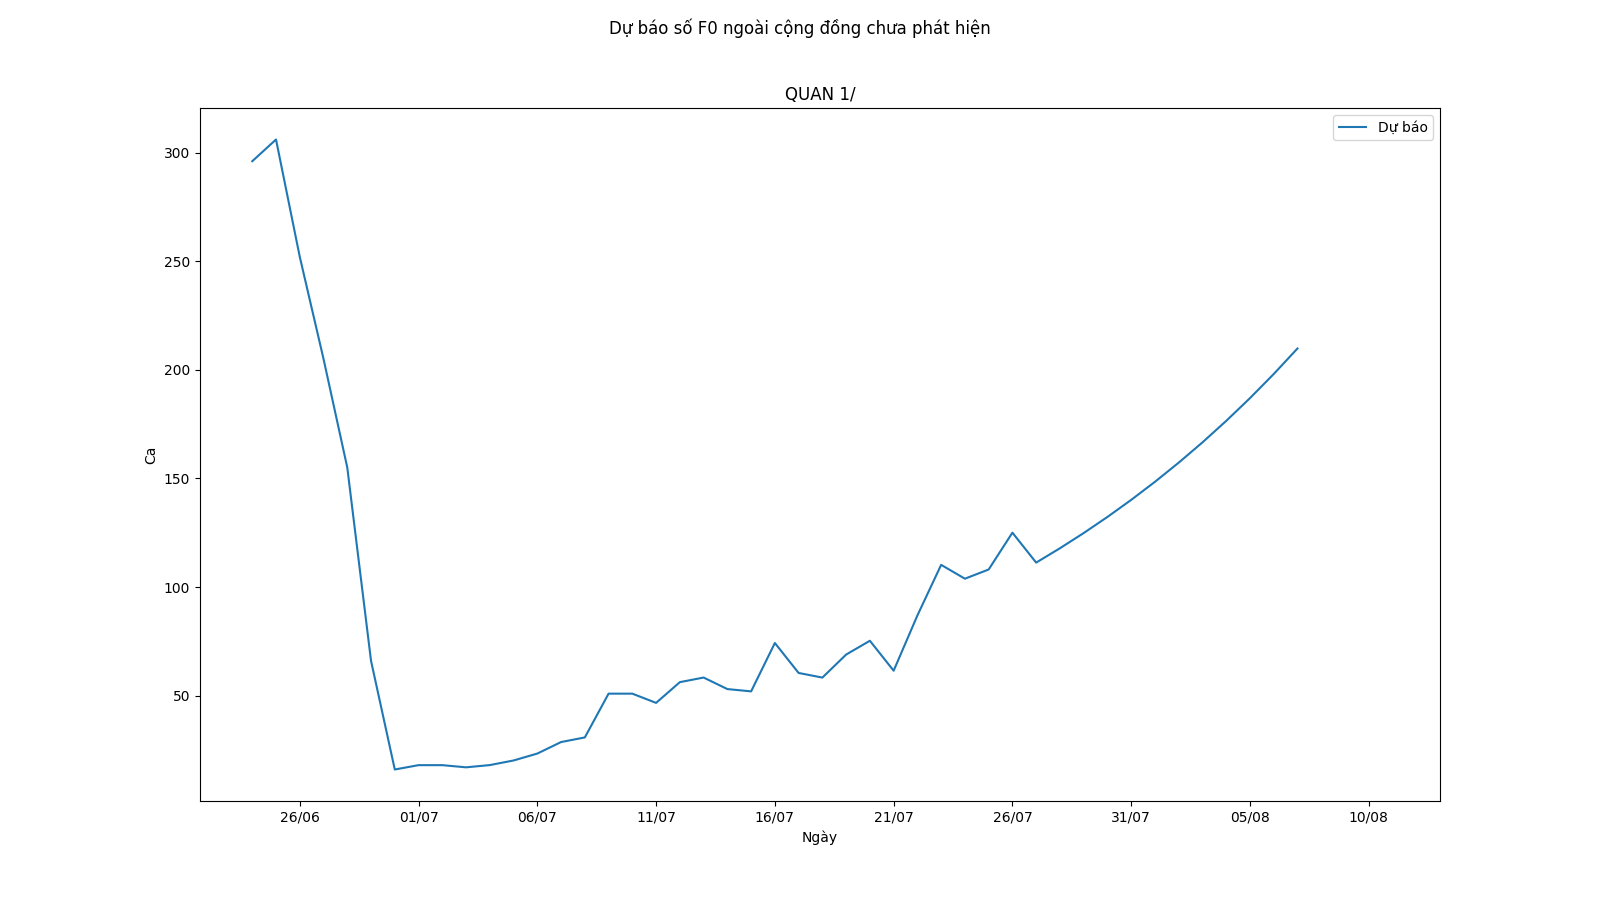 Dự báo số F0 ngoài cộng đồng chưa phát hiện
QUAN 1/
Dự báo
300
250
200
150
100
50
Ca
26/06 01/07 06/07 11/07 16/07 21/07 26/07 31/07 05/08 10/08
Ngày